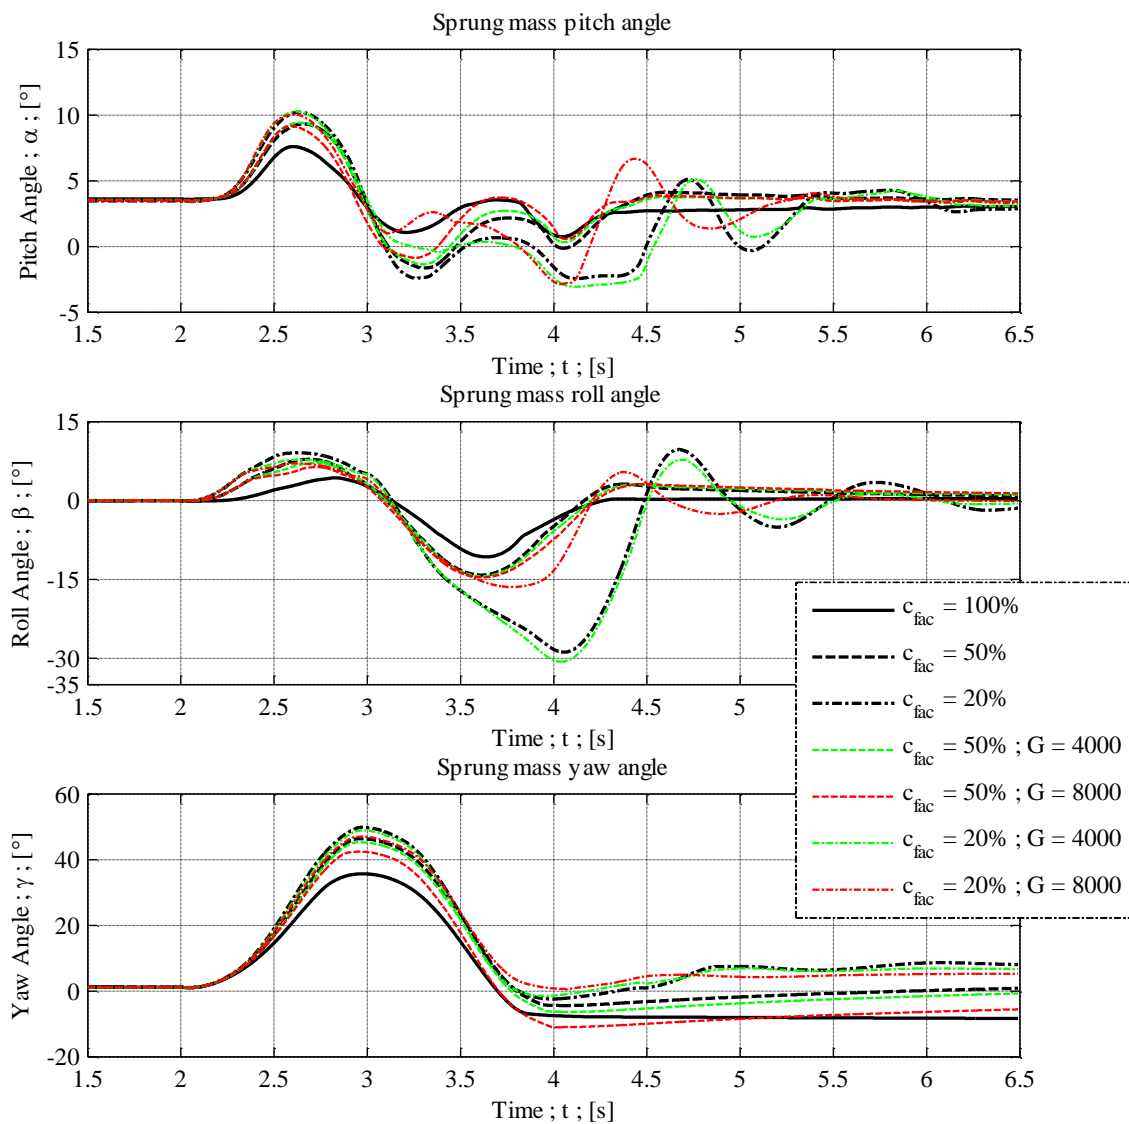 Sprung mass pitch angle
Pitch Angle ; α ; [°]
15
10
5
0
-5
1.5 2 2.5 3 3.5 4 4.5 5 5.5 6 6.5
Time ; t ; [s]
Sprung mass roll angle
Roll Angle ; β ; [°]
15
0
-15
-30
-35
1.5 2 2.5 3 3.5 4 4.5 5 5.5 6 6.5
Time ; t ; [s]
c_fac = 100%
c_fac = 50%
c_fac = 20%
c_fac = 50% ; G = 4000
c_fac = 50% ; G = 8000
c_fac = 20% ; G = 4000
c_fac = 20% ; G = 8000
Sprung mass yaw angle
Yaw Angle ; γ ; [°]
60
40
20
0
-20
1.5 2 2.5 3 3.5 4 4.5 5 5.5 6 6.5
Time ; t ; [s]